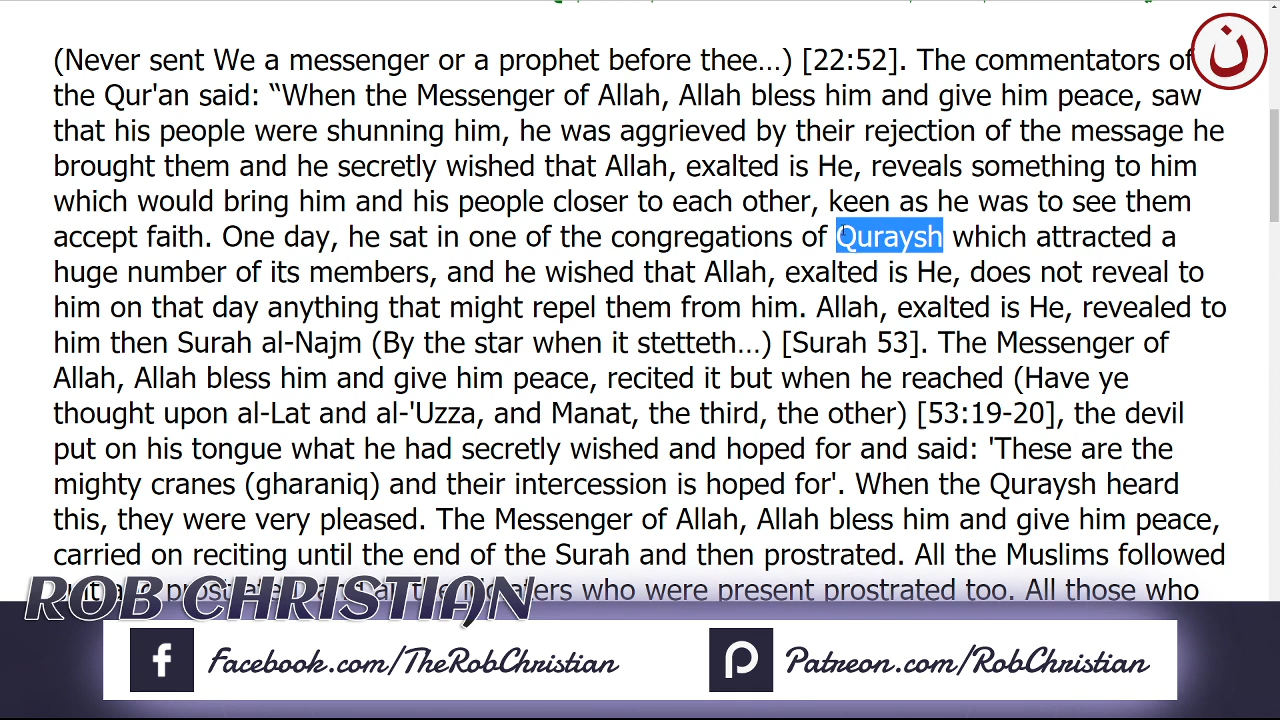 (Never sent We a messenger or a prophet before thee…) [22:52]. The commentators of
the Qur'an said: “When the Messenger of Allah, Allah bless him and give him peace, saw
that his people were shunning him, he was aggrieved by their rejection of the message he
brought them and he secretly wished that Allah, exalted is He, reveals something to him
which would bring him and his people closer to each other, keen as he was to see them
accept faith. One day, he sat in one of the congregations of Quraysh which attracted a
huge number of its members, and he wished that Allah, exalted is He, does not reveal to
him on that day anything that might repel them from him. Allah, exalted is He, revealed to
him then Surah al-Najm (By the star when it stetteth…) [Surah 53]. The Messenger of
Allah, Allah bless him and give him peace, recited it but when he reached (Have ye
thought upon al-Lat and al-'Uzza, and Manat, the third, the other) [53:19-20], the devil
put on his tongue what he had secretly wished and hoped for and said: 'These are the
mighty cranes (gharaniq) and their intercession is hoped for'. When the Quraysh heard
this, they were very pleased. The Messenger of Allah, Allah bless him and give him peace,
carried on reciting until the end of the Surah and then prostrated. All the Muslims followed
who were present prostrated too. All those who
ROB CHRISTIAN
Facebook.com/TheRobChristian
Patreon.com/RobChristian
ن